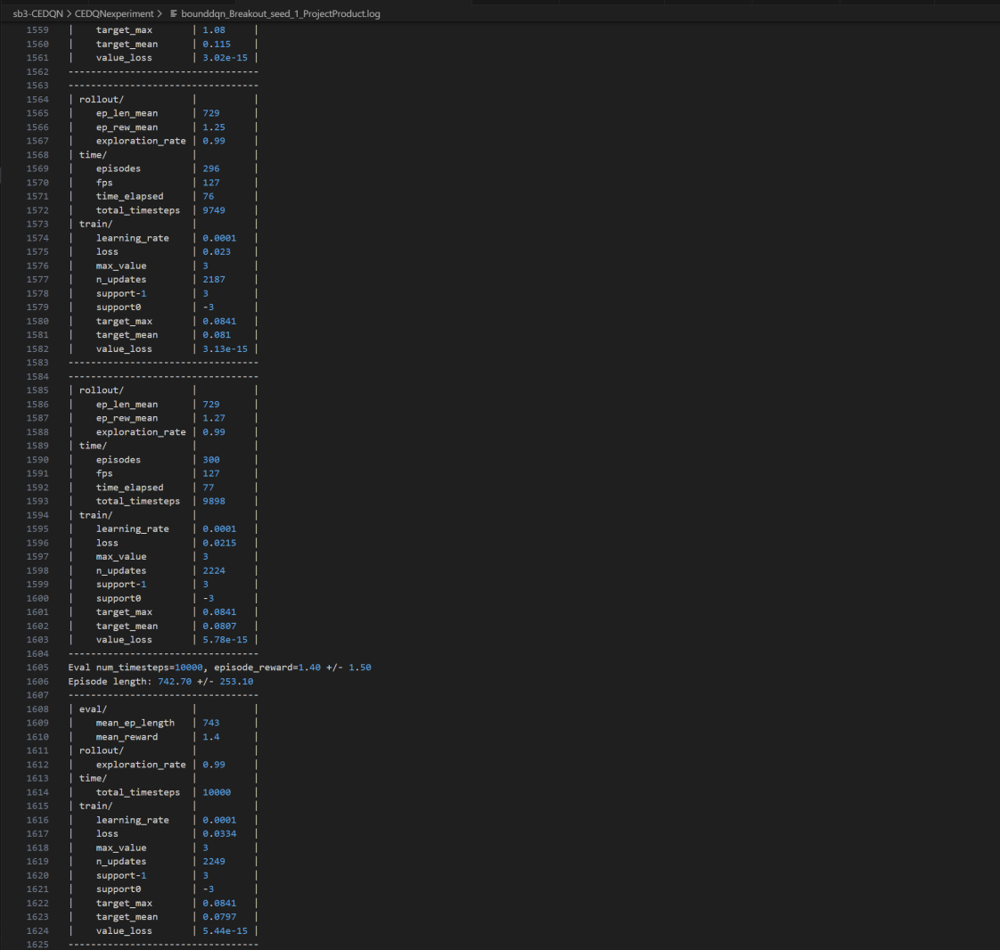 sb3-CEDQN > CEDQNexperiment > bounddqn_Breakout_seed_1_ProjectProduct.log
1559 | target_max | 1.08 |
1560 | target_mean | 0.115 |
1561 | value_loss | 3.02e-15 |
1562 ----------------------------------
1563 ----------------------------------
1564 | rollout/ | |
1565 | ep_len_mean | 729 |
1566 | ep_rew_mean | 1.25 |
1567 | exploration_rate | 0.99 |
1568 | time/ | |
1569 | episodes | 296 |
1570 | fps | 127 |
1571 | time_elapsed | 76 |
1572 | total_timesteps | 9749 |
1573 | train/ | |
1574 | learning_rate | 0.0001 |
1575 | loss | 0.023 |
1576 | max_value | 3 |
1577 | n_updates | 2187 |
1578 | support-1 | 3 |
1579 | support0 | -3 |
1580 | target_max | 0.0841 |
1581 | target_mean | 0.081 |
1582 | value_loss | 3.13e-15 |
1583 ----------------------------------
1584 ----------------------------------
1585 | rollout/ | |
1586 | ep_len_mean | 729 |
1587 | ep_rew_mean | 1.27 |
1588 | exploration_rate | 0.99 |
1589 | time/ | |
1590 | episodes | 300 |
1591 | fps | 127 |
1592 | time_elapsed | 77 |
1593 | total_timesteps | 9898 |
1594 | train/ | |
1595 | learning_rate | 0.0001 |
1596 | loss | 0.0215 |
1597 | max_value | 3 |
1598 | n_updates | 2224 |
1599 | support-1 | 3 |
1600 | support0 | -3 |
1601 | target_max | 0.0841 |
1602 | target_mean | 0.0807 |
1603 | value_loss | 5.78e-15 |
1604 ----------------------------------
1605 Eval num_timesteps=10000, episode_reward=1.40 +/- 1.50
1606 Episode length: 742.70 +/- 253.10
1607 ----------------------------------
1608 | eval/ | |
1609 | mean_ep_length | 743 |
1610 | mean_reward | 1.4 |
1611 | rollout/ | |
1612 | exploration_rate | 0.99 |
1613 | time/ | |
1614 | total_timesteps | 10000 |
1615 | train/ | |
1616 | learning_rate | 0.0001 |
1617 | loss | 0.0334 |
1618 | max_value | 3 |
1619 | n_updates | 2249 |
1620 | support-1 | 3 |
1621 | support0 | -3 |
1622 | target_max | 0.0841 |
1623 | target_mean | 0.0797 |
1624 | value_loss | 5.44e-15 |
1625 ----------------------------------